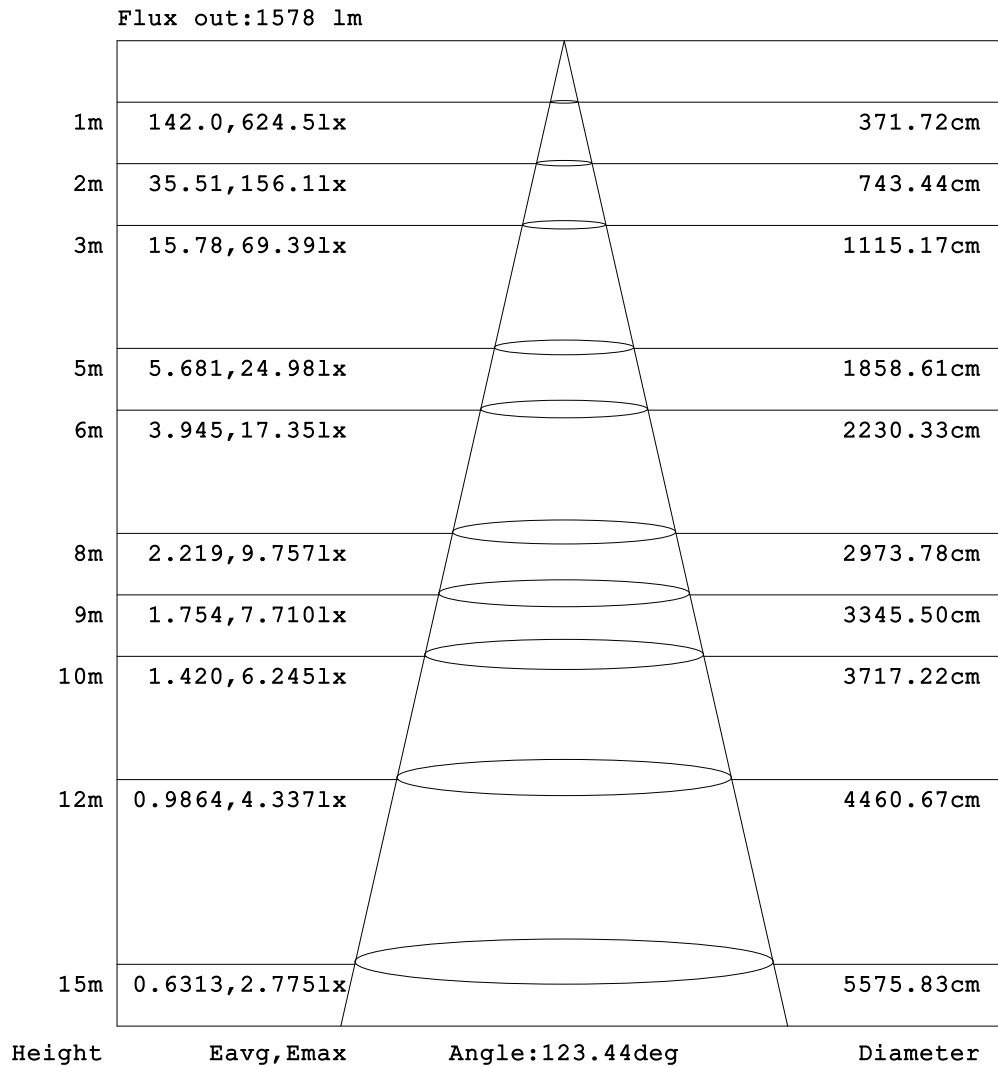 Flux out:1578 lm
1m 142.0,624.5lx 371.72cm
2m 35.51,156.1lx 743.44cm
3m 15.78,69.39lx 1115.17cm
5m 5.681,24.98lx 1858.61cm
6m 3.945,17.35lx 2230.33cm
8m 2.219,9.757lx 2973.78cm
9m 1.754,7.710lx 3345.50cm
10m 1.420,6.245lx 3717.22cm
12m 0.9864,4.337lx 4460.67cm
15m 0.6313,2.775lx 5575.83cm
Height Eavg,Emax Angle:123.44deg Diameter